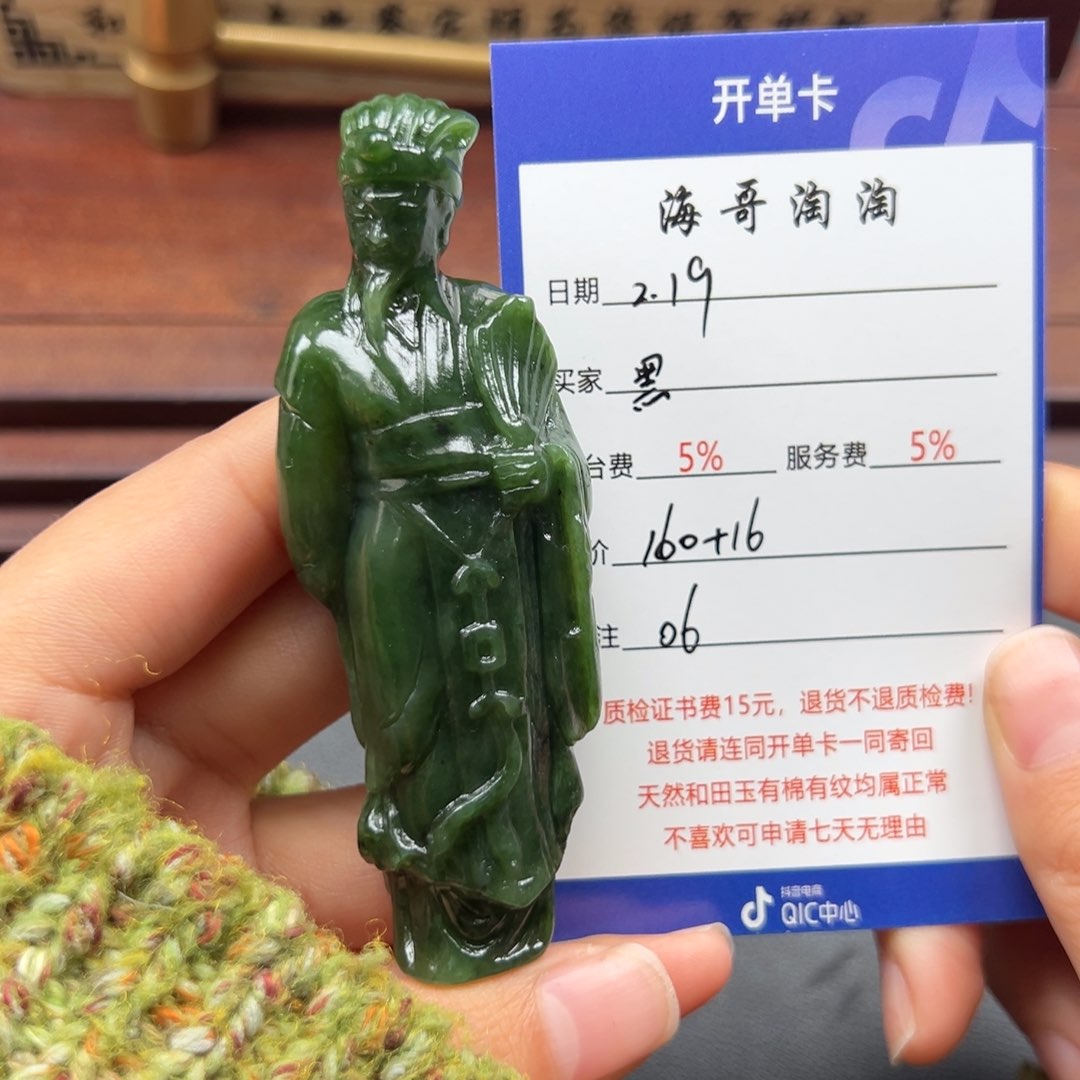 开单卡
海哥淘淘
日期 2.19
买家 黑
台费 5% 服务费 5%
价 160+16
注 06
质检证书费15元，退货不退质检费!
退货请连同开单卡一同寄回
天然和田玉有棉有纹均属正常
不喜欢可申请七天无理由
抖音电商
QIC中心